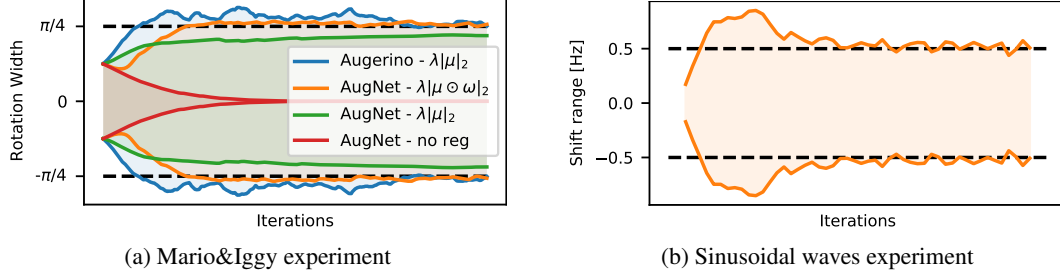 Rotation Width
π/4
0
-π/4
Augerino - λ|μ|₂
AugNet - λ|μ ⊙ ω|₂
AugNet - λ|μ|₂
AugNet - no reg
Iterations
(a) Mario&Iggy experiment
Shift range [Hz]
0.5
0.0
−0.5
Iterations
(b) Sinusoidal waves experiment